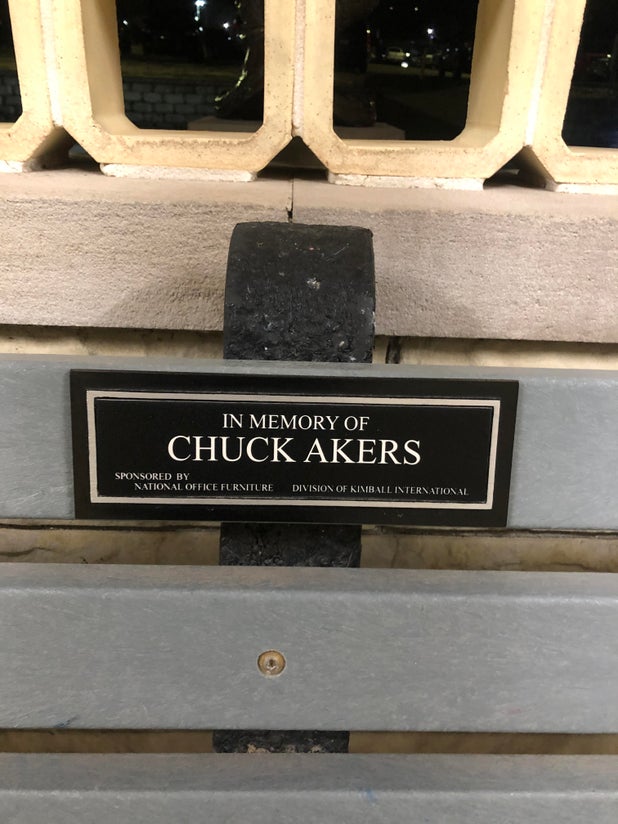 IN MEMORY OF
CHUCK AKERS
SPONSORED BY
NATIONAL OFFICE FURNITURE DIVISION OF KIMBALL INTERNATIONAL